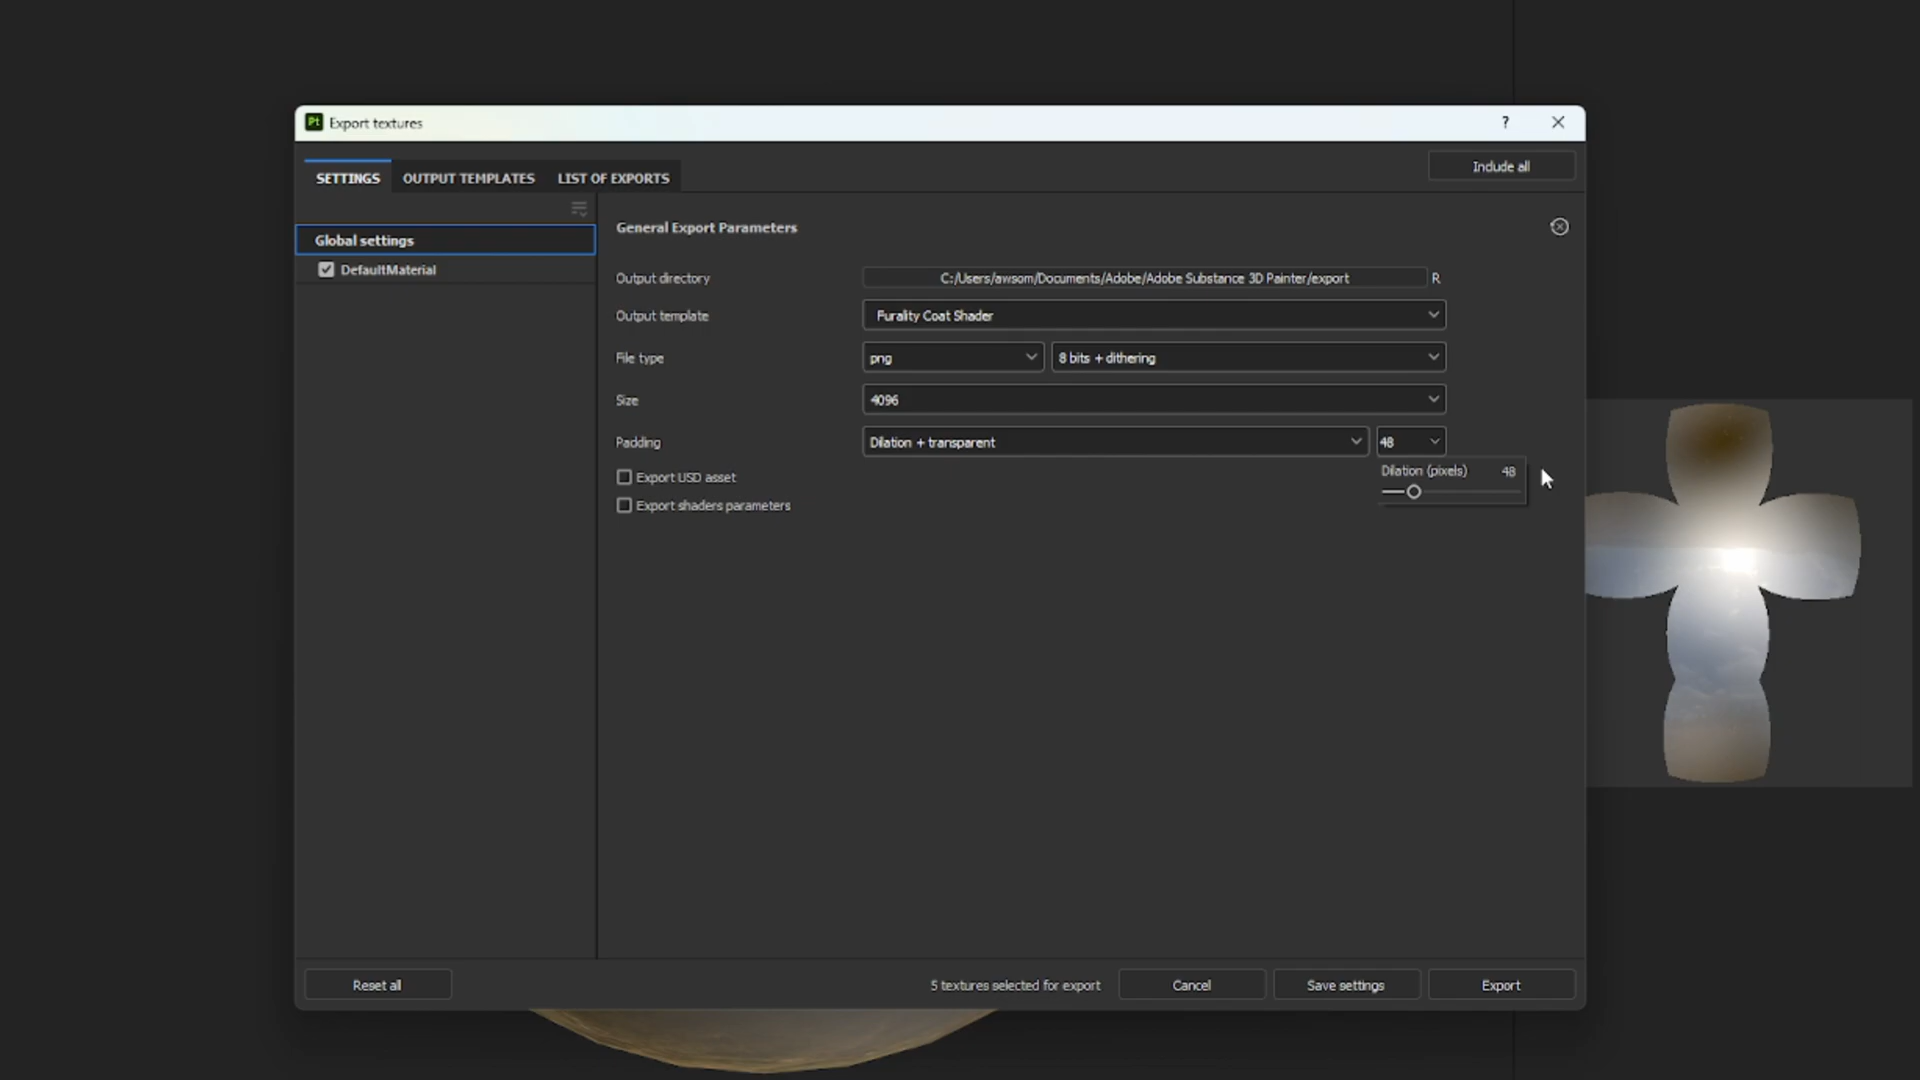 Pt Export textures ?
SETTINGS OUTPUT TEMPLATES LIST OF EXPORTS Include all
Global settings
DefaultMaterial
General Export Parameters
Output directory C:/Users/awsom/Documents/Adobe/Adobe Substance 3D Painter/export R
Output template Furality Coat Shader
File type png 8 bits + dithering
Size 4096
Padding Dilation + transparent 48
Dilation (pixels) 48
Export USD asset
Export shaders parameters
Reset all 5 textures selected for export Cancel Save settings Export